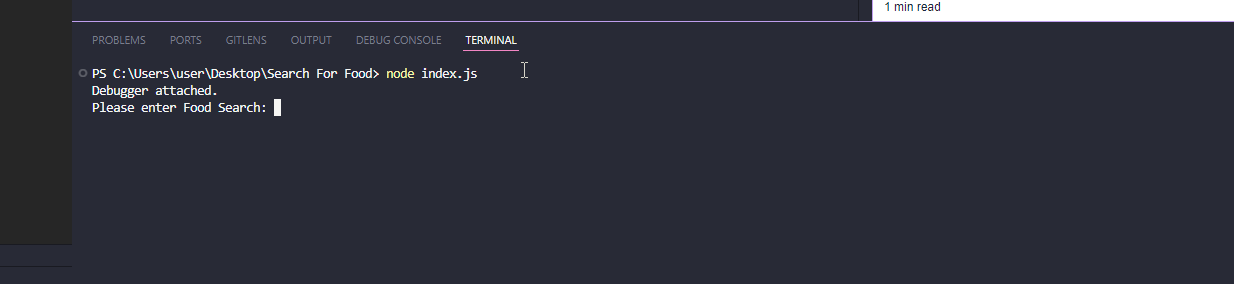 1 min read
PROBLEMS PORTS GITLENS OUTPUT DEBUG CONSOLE TERMINAL
PS C:\Users\user\Desktop\Search For Food> node index.js
Debugger attached.
Please enter Food Search: